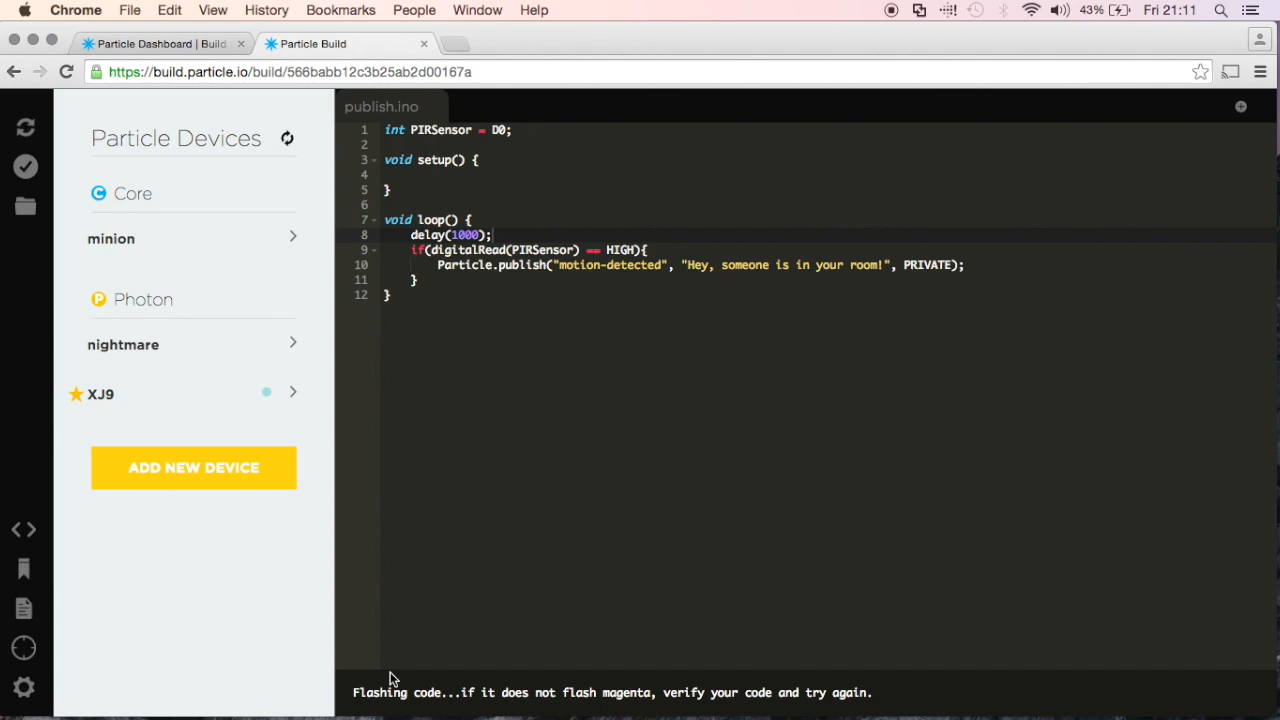 Chrome File Edit View History Bookmarks People Window Help 43% Fri 21:11
Particle Dashboard | Build Particle Build
https://build.particle.io/build/566babb12c3b25ab2d00167a
Particle Devices
Core
minion
Photon
nightmare
XJ9
ADD NEW DEVICE
publish.ino
1 int PIRSensor = D0;
2
3 void setup() {
4
5 }
6
7 void loop() {
8 delay(1000);
9 if(digitalRead(PIRSensor) == HIGH){
10 Particle.publish("motion-detected", "Hey, someone is in your room!", PRIVATE);
11 }
12 }
Flashing code...if it does not flash magenta, verify your code and try again.